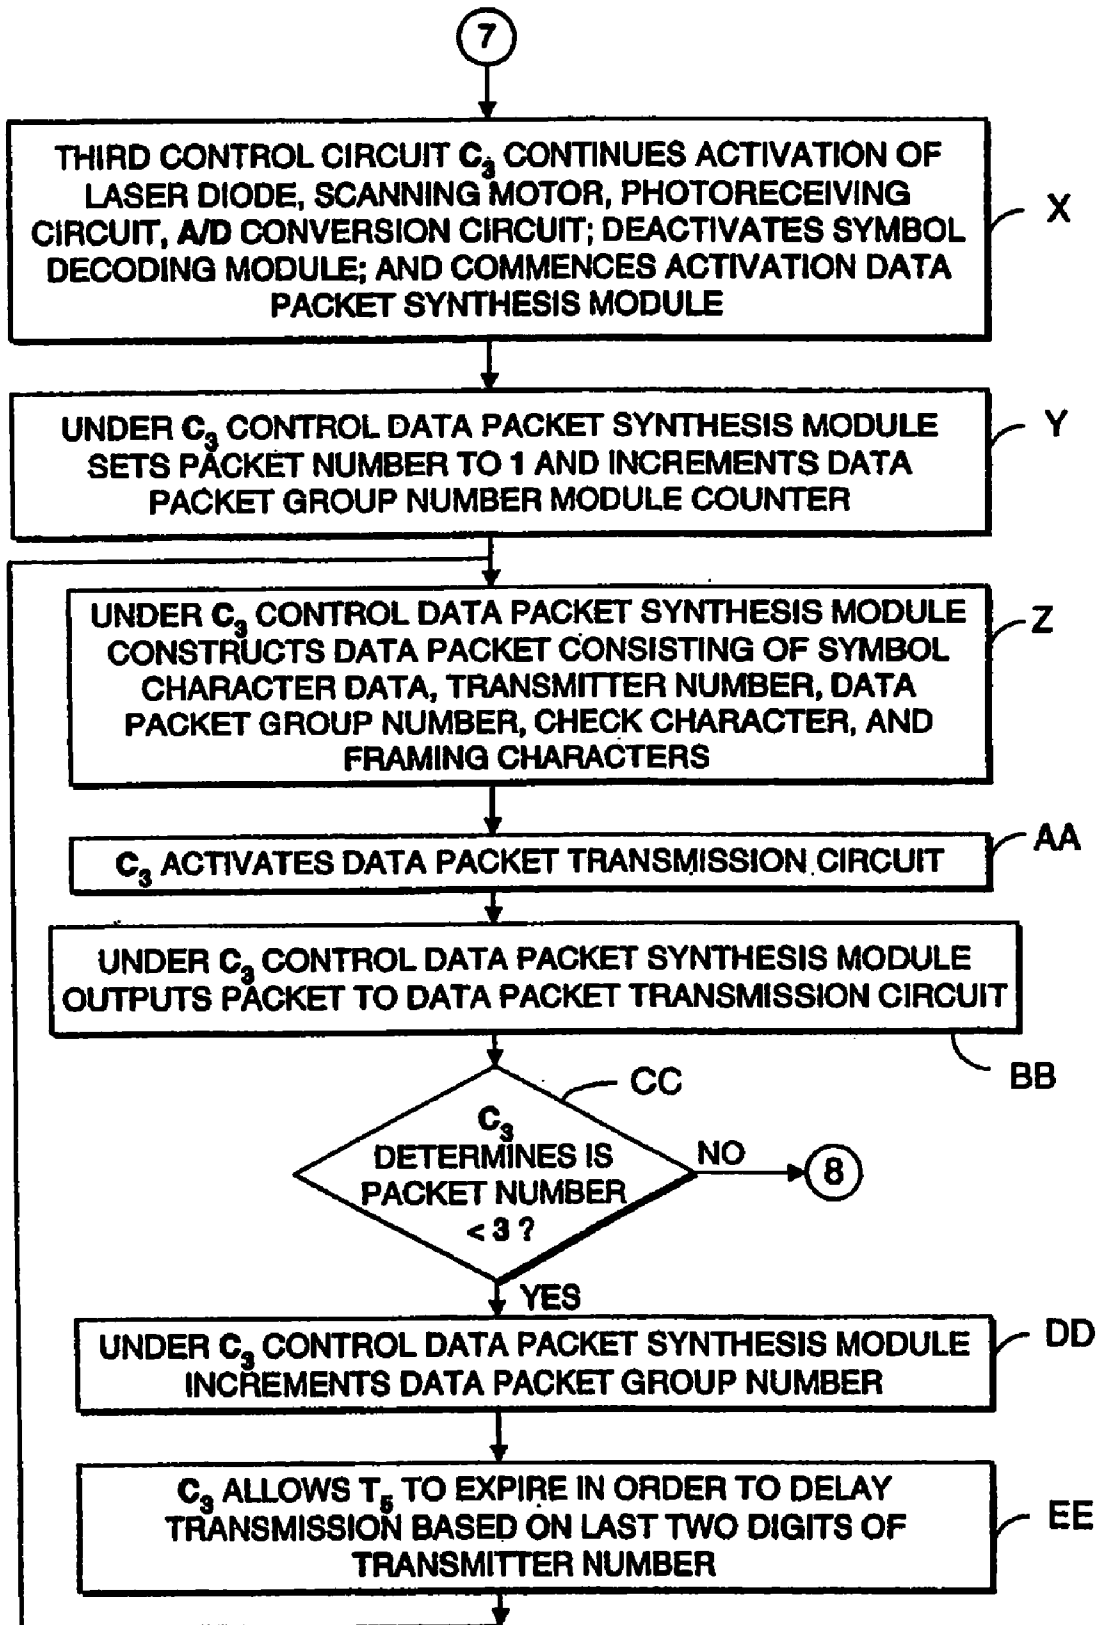 7
THIRD CONTROL CIRCUIT C3 CONTINUES ACTIVATION OF
LASER DIODE, SCANNING MOTOR, PHOTORECEIVING
CIRCUIT, A/D CONVERSION CIRCUIT; DEACTIVATES SYMBOL
DECODING MODULE; AND COMMENCES ACTIVATION DATA
PACKET SYNTHESIS MODULE
X
UNDER C3 CONTROL DATA PACKET SYNTHESIS MODULE
SETS PACKET NUMBER TO 1 AND INCREMENTS DATA
PACKET GROUP NUMBER MODULE COUNTER
Y
UNDER C3 CONTROL DATA PACKET SYNTHESIS MODULE
CONSTRUCTS DATA PACKET CONSISTING OF SYMBOL
CHARACTER DATA, TRANSMITTER NUMBER, DATA
PACKET GROUP NUMBER, CHECK CHARACTER, AND
FRAMING CHARACTERS
Z
C3 ACTIVATES DATA PACKET TRANSMISSION CIRCUIT
AA
UNDER C3 CONTROL DATA PACKET SYNTHESIS MODULE
OUTPUTS PACKET TO DATA PACKET TRANSMISSION CIRCUIT
BB
CC
C3
DETERMINES IS
PACKET NUMBER
< 3 ?
NO
8
YES
UNDER C3 CONTROL DATA PACKET SYNTHESIS MODULE
INCREMENTS DATA PACKET GROUP NUMBER
DD
C3 ALLOWS T5 TO EXPIRE IN ORDER TO DELAY
TRANSMISSION BASED ON LAST TWO DIGITS OF
TRANSMITTER NUMBER
EE